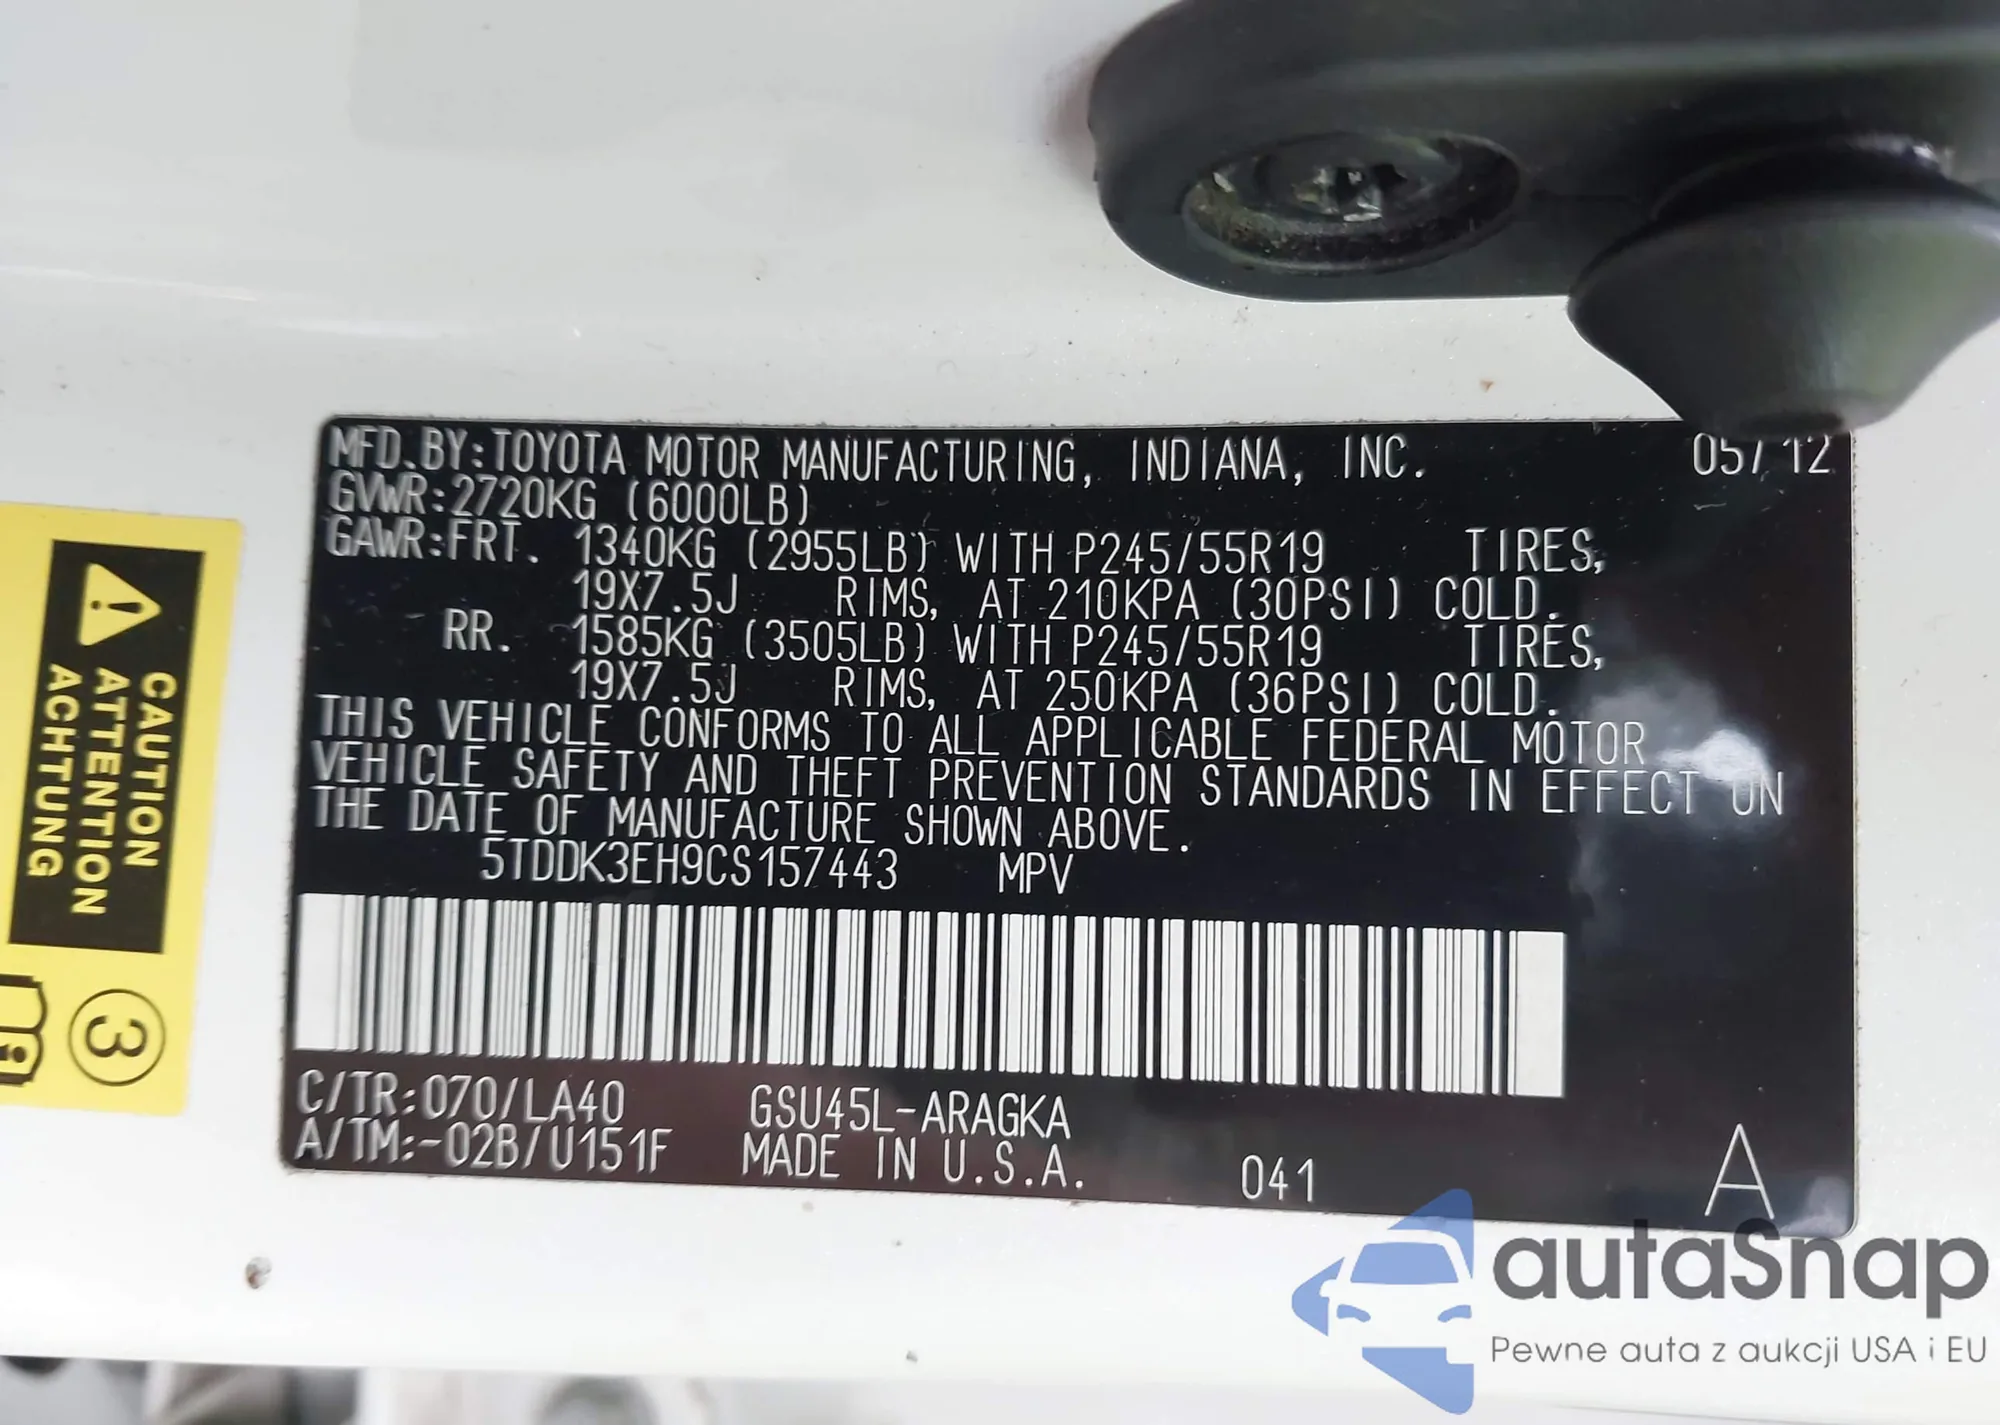 MFD.BY:TOYOTA MOTOR MANUFACTURING, INDIANA, INC. 05/12
GVWR:2720KG (6000LB)
GAWR:FRT. 1340KG (2955LB) WITH P245/55R19 TIRES,
19X7.5J RIMS, AT 210KPA (30PSI) COLD.
RR. 1585KG (3505LB) WITH P245/55R19 TIRES,
19X7.5J RIMS, AT 250KPA (36PSI) COLD.
THIS VEHICLE CONFORMS TO ALL APPLICABLE FEDERAL MOTOR
VEHICLE SAFETY AND THEFT PREVENTION STANDARDS IN EFFECT ON
THE DATE OF MANUFACTURE SHOWN ABOVE.
5TDDK3EH9CS157443 MPV
C/TR:070/LA40 GSU45L-ARAGKA
A/TM:-02B/U151F MADE IN U.S.A. 041 A
CAUTION
ATTENTION
ACHTUNG
3
autaSnap
Pewne auta z aukcji USA i EU